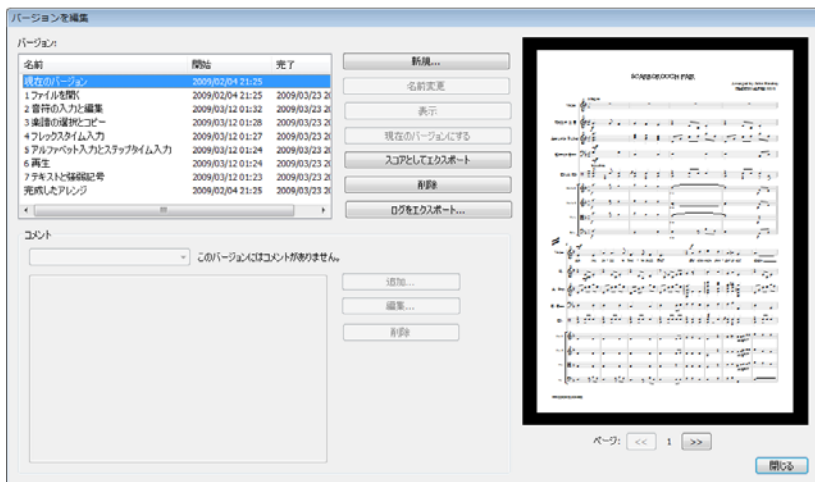 バージョンを編集
バージョン:
名前 開始 完了
現在のバージョン 2009/02/04 21:25
1 ファイルを開く 2009/02/04 21:25 2009/03/23 20
2 音符の入力と編集 2009/03/12 01:32 2009/03/23 20
3 楽譜の選択とコピー 2009/03/12 01:28 2009/03/23 20
4 フレックスタイム入力 2009/03/12 01:27 2009/03/23 20
5 アルファベット入力とステップタイム入力 2009/03/12 01:24 2009/03/23 20
6 再生 2009/03/12 01:24 2009/03/23 20
7 テキストと強弱記号 2009/03/12 01:23 2009/03/23 20
完成したアレンジ 2009/02/04 21:25 2009/03/23 20
新規...
名前変更
表示
現在のバージョンにする
スコアとしてエクスポート
削除
ログをエクスポート...
コメント
このバージョンにはコメントがありません。
追加...
編集...
削除
SCARBOROUGH FAIR
ページ: << 1 >>
閉じる